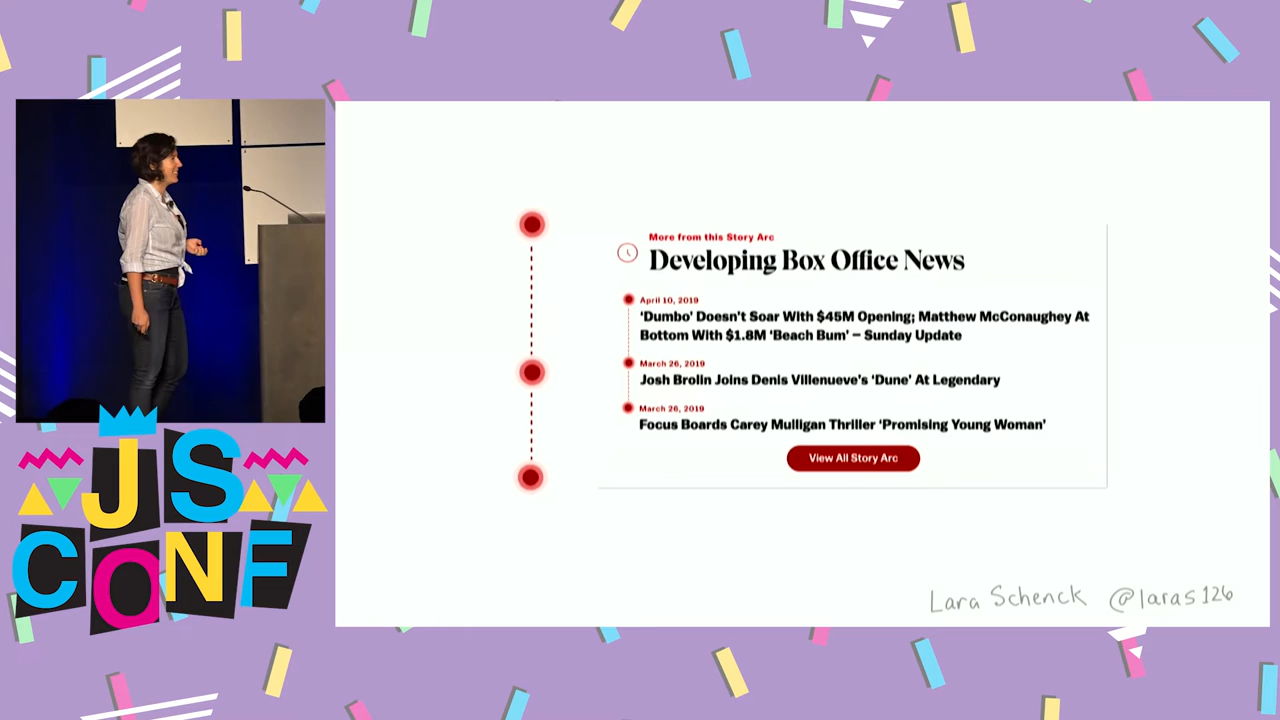 More from this Story Arc
Developing Box Office News
April 10, 2019
‘Dumbo’ Doesn't Soar With $45M Opening; Matthew McConaughey At
Bottom With $1.8M ‘Beach Bum’ – Sunday Update
March 26, 2019
Josh Brolin Joins Denis Villenueve's ‘Dune’ At Legendary
March 26, 2019
Focus Boards Carey Mulligan Thriller ‘Promising Young Woman’
View All Story Arc
Lara Schenck @laras126
JS
CONF